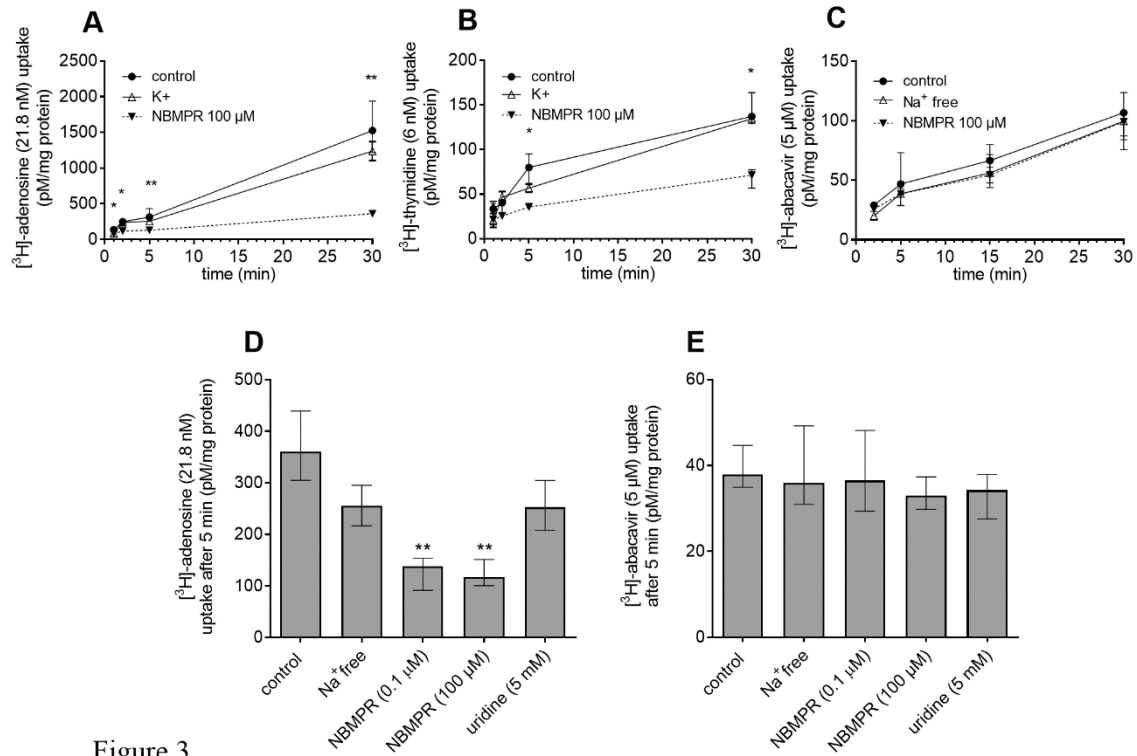 A
[³H]-adenosine (21.8 nM) uptake
(pM/mg protein)
2500
2000
1500
1000
500
0
control
K+
NBMPR 100 µM
*
*
**
**
0 5 10 15 20 25 30
time (min)
B
[³H]-thymidine (6 nM) uptake
(pM/mg protein)
200
150
100
50
0
control
K+
NBMPR 100 µM
*
*
0 5 10 15 20 25 30
time (min)
C
[³H]-abacavir (5 µM) uptake
(pM/mg protein)
150
100
50
0
control
Na⁺ free
NBMPR 100 µM
0 5 10 15 20 25 30
time (min)
D
[³H]-adenosine (21.8 nM)
uptake after 5 min (pM/mg protein)
500
400
300
200
100
0
** **
control
Na⁺free
NBMPR (0.1 µM)
NBMPR (100 µM)
uridine (5 mM)
E
[³H]-abacavir (5 µM) uptake
after 5 min (pM/mg protein)
60
40
20
0
control
Na⁺free
NBMPR (0.1 µM)
NBMPR (100 µM)
uridine (5 mM)
Figure 3